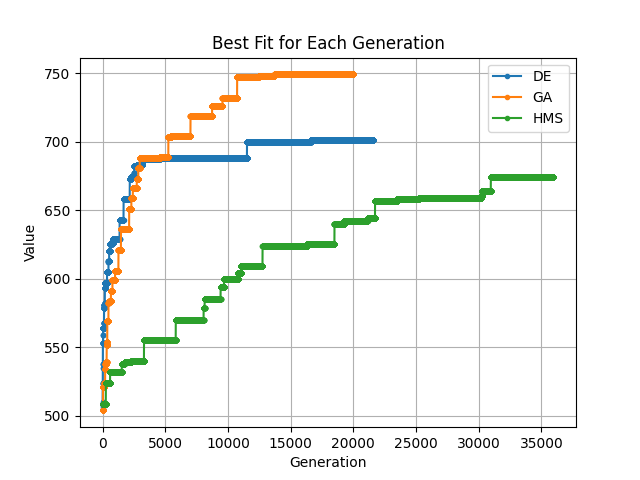 Best Fit for Each Generation
DE
GA
HMS
Value
750
700
650
600
550
500
0 5000 10000 15000 20000 25000 30000 35000
Generation